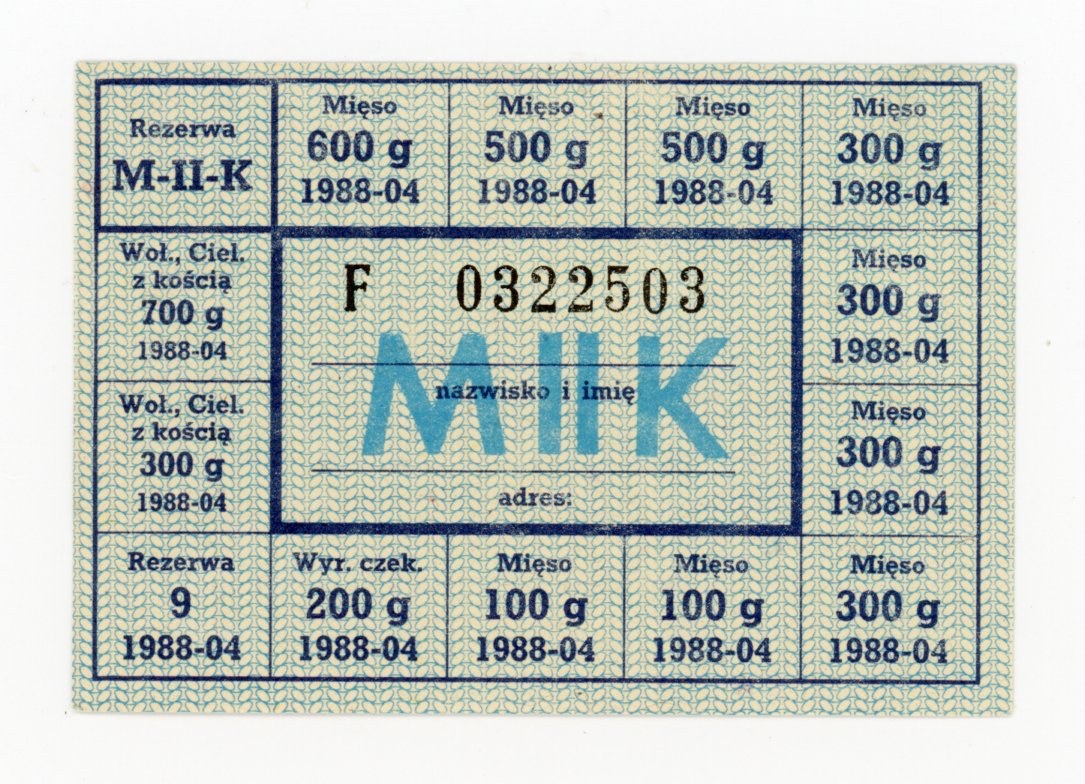 Rezerwa
M-II-K
Mięso
600 g
1988-04
Mięso
500 g
1988-04
Mięso
500 g
1988-04
Mięso
300 g
1988-04
Woł., Ciel.
z kością
700 g
1988-04
F 0322503
MIIK
nazwisko i imię
adres:
Mięso
300 g
1988-04
Woł., Ciel.
z kością
300 g
1988-04
Mięso
300 g
1988-04
Rezerwa
9
1988-04
Wyr. czek.
200 g
1988-04
Mięso
100 g
1988-04
Mięso
100 g
1988-04
Mięso
300 g
1988-04